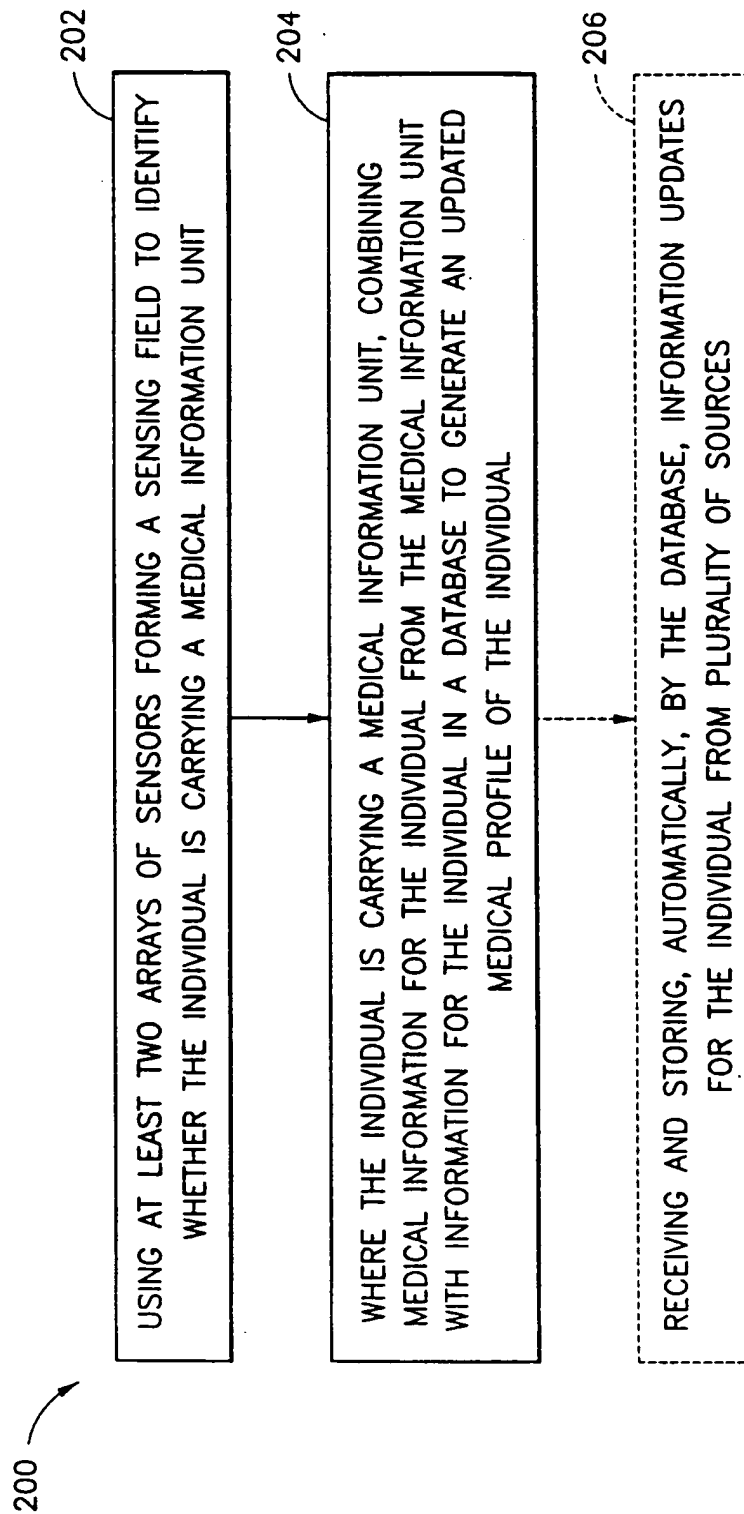 200
202
USING AT LEAST TWO ARRAYS OF SENSORS FORMING A SENSING FIELD TO IDENTIFY
WHETHER THE INDIVIDUAL IS CARRYING A MEDICAL INFORMATION UNIT
204
WHERE THE INDIVIDUAL IS CARRYING A MEDICAL INFORMATION UNIT, COMBINING
MEDICAL INFORMATION FOR THE INDIVIDUAL FROM THE MEDICAL INFORMATION UNIT
WITH INFORMATION FOR THE INDIVIDUAL IN A DATABASE TO GENERATE AN UPDATED
MEDICAL PROFILE OF THE INDIVIDUAL
206
RECEIVING AND STORING, AUTOMATICALLY, BY THE DATABASE, INFORMATION UPDATES
FOR THE INDIVIDUAL FROM PLURALITY OF SOURCES